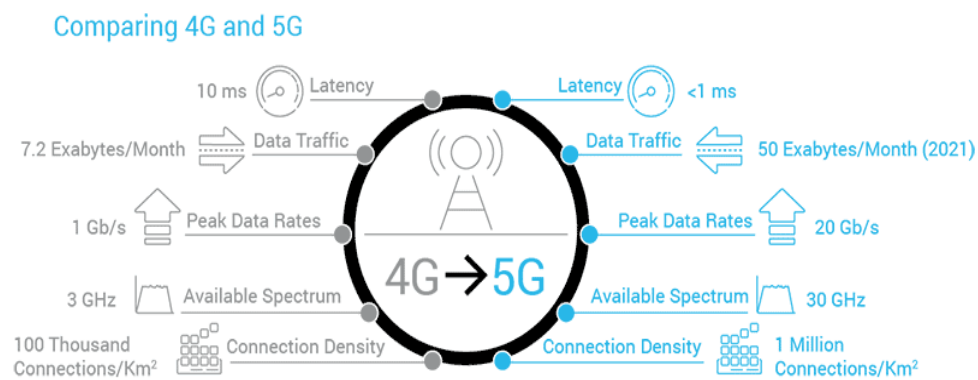 Comparing 4G and 5G
10 ms Latency
Latency <1 ms
7.2 Exabytes/Month Data Traffic
Data Traffic 50 Exabytes/Month (2021)
1 Gb/s Peak Data Rates
Peak Data Rates 20 Gb/s
4G→5G
3 GHz Available Spectrum
Available Spectrum 30 GHz
100 Thousand
Connections/Km²
Connection Density
Connection Density
1 Million
Connections/Km²